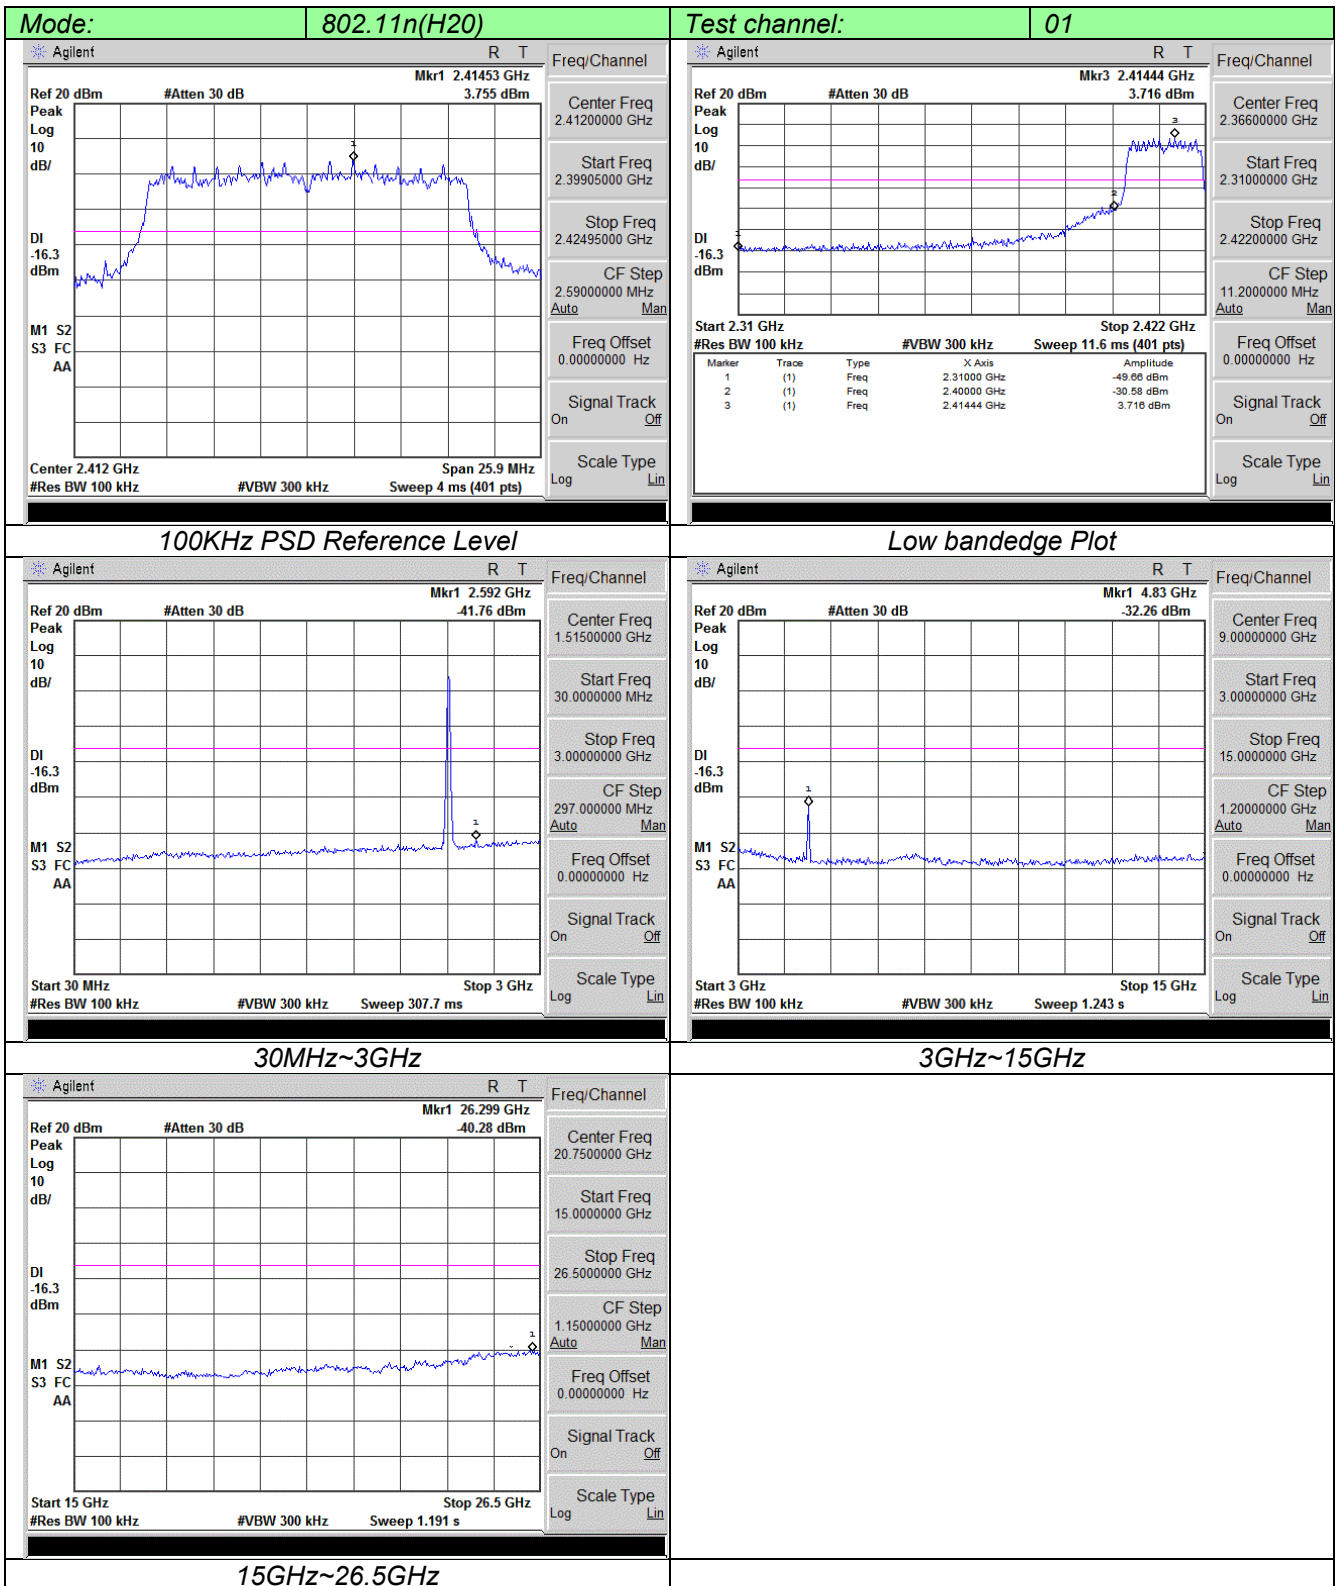 Mode: 802.11n(H20) Test channel: 01
Agilent R T
Mkr1 2.41453 GHz
Ref 20 dBm #Atten 30 dB 3.755 dBm
Peak
Log
10
dB/
1
DI
-16.3
dBm
M1 S2
S3 FC
AA
Center 2.412 GHz Span 25.9 MHz
#Res BW 100 kHz #VBW 300 kHz Sweep 4 ms (401 pts)
Freq/Channel
Center Freq
2.41200000 GHz
Start Freq
2.39905000 GHz
Stop Freq
2.42495000 GHz
CF Step
2.59000000 MHz
Auto Man
Freq Offset
0.00000000 Hz
Signal Track
On Off
Scale Type
Log Lin
Agilent R T
Mkr3 2.41444 GHz
Ref 20 dBm #Atten 30 dB 3.716 dBm
Peak
Log
10
dB/
3
2
1
DI
-16.3
dBm
Start 2.31 GHz Stop 2.422 GHz
#Res BW 100 kHz #VBW 300 kHz Sweep 11.6 ms (401 pts)
Marker Trace Type X Axis Amplitude
1 (1) Freq 2.31000 GHz -49.66 dBm
2 (1) Freq 2.40000 GHz -30.58 dBm
3 (1) Freq 2.41444 GHz 3.716 dBm
Freq/Channel
Center Freq
2.36600000 GHz
Start Freq
2.31000000 GHz
Stop Freq
2.42200000 GHz
CF Step
11.2000000 MHz
Auto Man
Freq Offset
0.00000000 Hz
Signal Track
On Off
Scale Type
Log Lin
100KHz PSD Reference Level Low bandedge Plot
Agilent R T
Mkr1 2.592 GHz
Ref 20 dBm #Atten 30 dB -41.76 dBm
Peak
Log
10
dB/
DI
-16.3
dBm
1
M1 S2
S3 FC
AA
Start 30 MHz Stop 3 GHz
#Res BW 100 kHz #VBW 300 kHz Sweep 307.7 ms
Freq/Channel
Center Freq
1.51500000 GHz
Start Freq
30.0000000 MHz
Stop Freq
3.00000000 GHz
CF Step
297.000000 MHz
Auto Man
Freq Offset
0.00000000 Hz
Signal Track
On Off
Scale Type
Log Lin
Agilent R T
Mkr1 4.83 GHz
Ref 20 dBm #Atten 30 dB -32.26 dBm
Peak
Log
10
dB/
DI
-16.3
dBm
1
M1 S2
S3 FC
AA
Start 3 GHz Stop 15 GHz
#Res BW 100 kHz #VBW 300 kHz Sweep 1.243 s
Freq/Channel
Center Freq
9.00000000 GHz
Start Freq
3.00000000 GHz
Stop Freq
15.0000000 GHz
CF Step
1.20000000 GHz
Auto Man
Freq Offset
0.00000000 Hz
Signal Track
On Off
Scale Type
Log Lin
30MHz~3GHz 3GHz~15GHz
Agilent R T
Mkr1 26.299 GHz
Ref 20 dBm #Atten 30 dB -40.28 dBm
Peak
Log
10
dB/
DI
-16.3
dBm
1
M1 S2
S3 FC
AA
Start 15 GHz Stop 26.5 GHz
#Res BW 100 kHz #VBW 300 kHz Sweep 1.191 s
Freq/Channel
Center Freq
20.7500000 GHz
Start Freq
15.0000000 GHz
Stop Freq
26.5000000 GHz
CF Step
1.15000000 GHz
Auto Man
Freq Offset
0.00000000 Hz
Signal Track
On Off
Scale Type
Log Lin
15GHz~26.5GHz